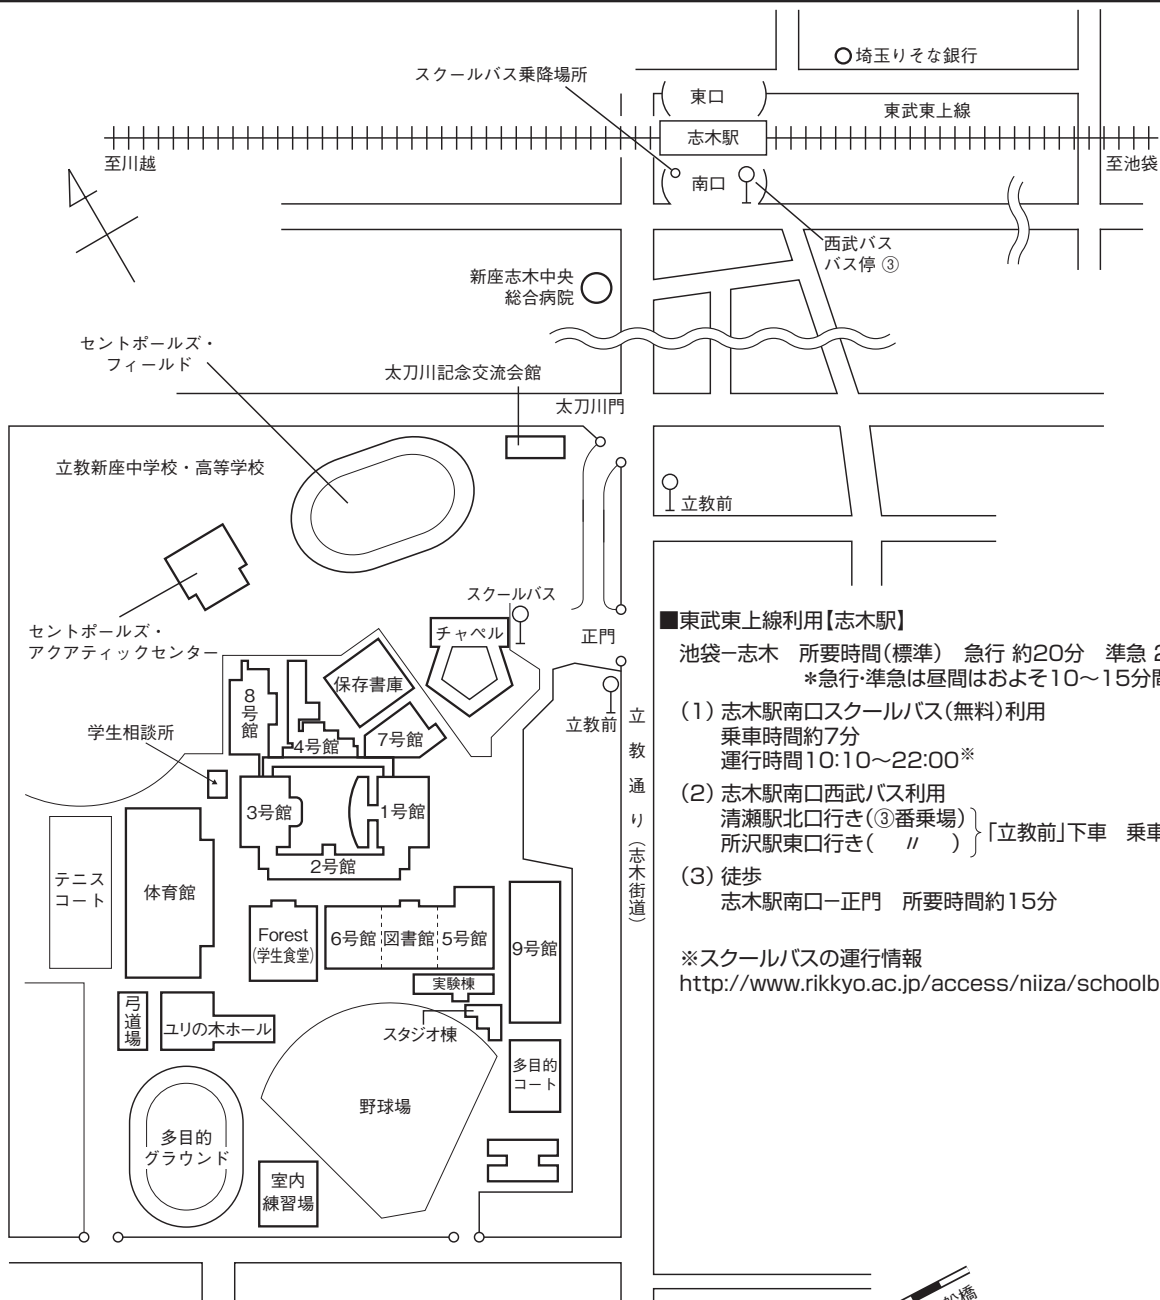 埼玉りそな銀行
スクールバス乗降場所
東口
東武東上線
志木駅
至川越
至池袋
南口
西武バス
バス停 ③
新座志木中央
総合病院
セントポールズ・
フィールド
太刀川記念交流会館
太刀川門
立教新座中学校・高等学校
立教前
スクールバス
セントポールズ・
アクアティックセンター
チャペル
正門
保存書庫
8号館
立教前
学生相談所
4号館
7号館
3号館
1号館
2号館
立教通り(志木街道)
テニス
コート
体育館
Forest
(学生食堂)
6号館
図書館
5号館
9号館
実験棟
弓道場
ユリの木ホール
スタジオ棟
多目的
コート
野球場
多目的
グラウンド
室内
練習場
■東武東上線利用【志木駅】
池袋−志木 所要時間(標準) 急行 約20分 準急 2
*急行・準急は昼間はおよそ10〜15分間
(1) 志木駅南口スクールバス(無料)利用
乗車時間約7分
運行時間10:10〜22:00※
(2) 志木駅南口西武バス利用
清瀬駅北口行き(③番乗場)
所沢駅東口行き( 〃 )
「立教前」下車 乗車
(3) 徒歩
志木駅南口−正門 所要時間約15分
※スクールバスの運行情報
http://www.rikkyo.ac.jp/access/niiza/schoolb
船橋